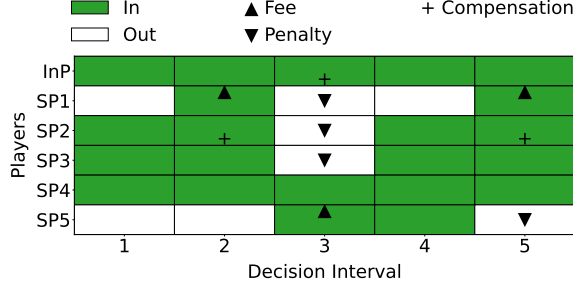 In ▲ Fee + Compensation
Out ▼ Penalty
InP
SP1
SP2
SP3
SP4
SP5
Players
1 2 3 4 5
Decision Interval